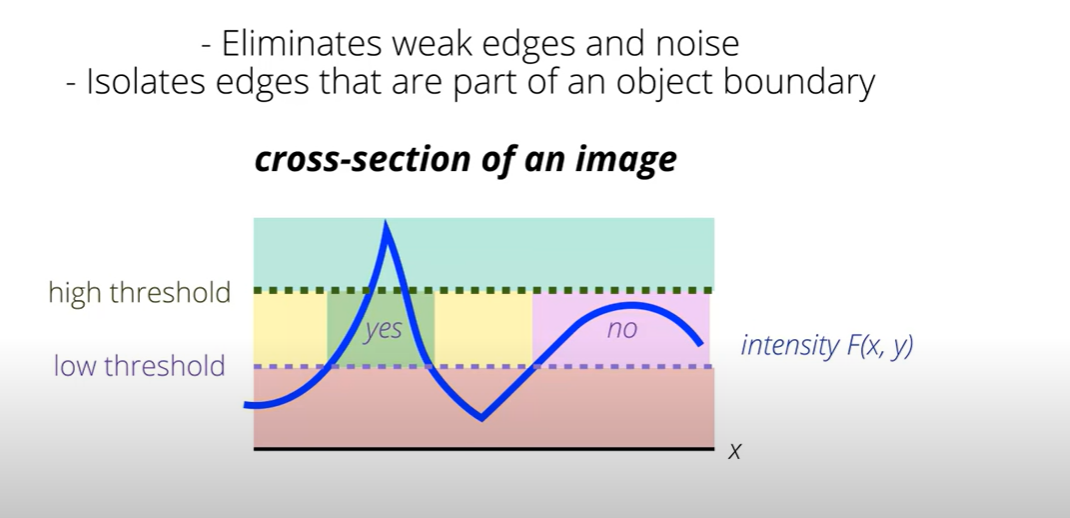 - Eliminates weak edges and noise
- Isolates edges that are part of an object boundary
cross-section of an image
high threshold
yes
no
low threshold
intensity F(x, y)
x